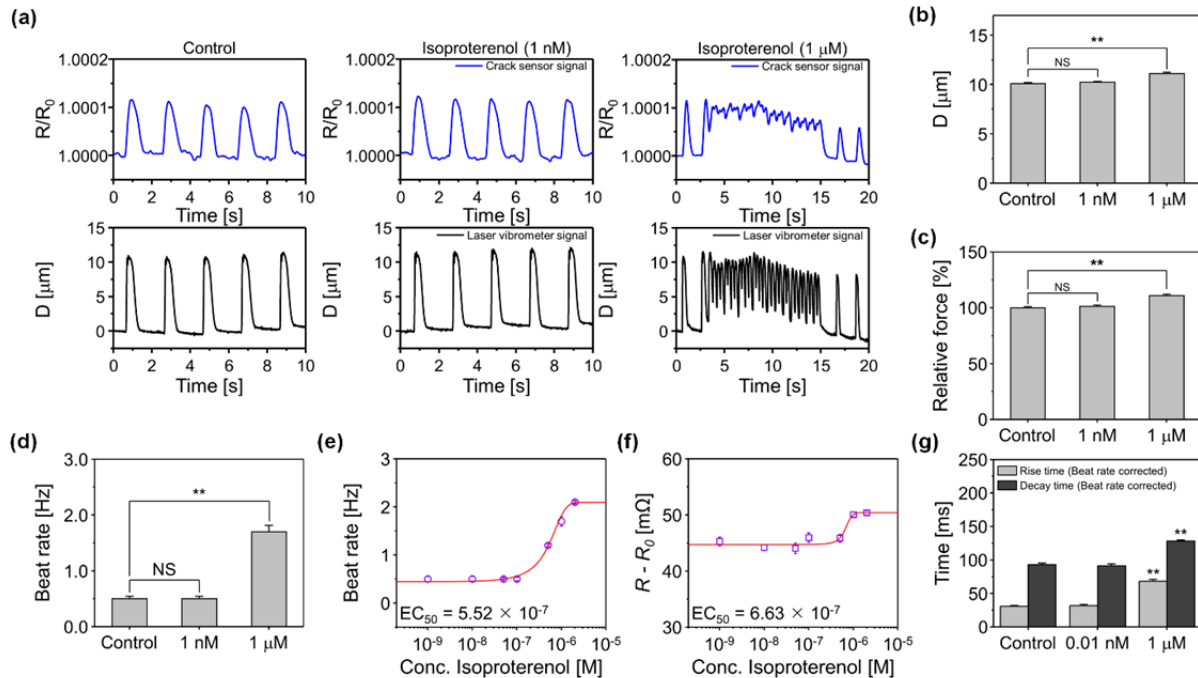 (a)
Control
R/R0
1.0002
1.0001
1.0000
0 2 4 6 8 10
Time [s]
Isoproterenol (1 nM)
Crack sensor signal
R/R0
1.0002
1.0001
1.0000
0 2 4 6 8 10
Time [s]
Isoproterenol (1 μM)
Crack sensor signal
R/R0
1.0002
1.0001
1.0000
0 5 10 15 20
Time [s]
D [μm]
15
10
5
0
0 2 4 6 8 10
Time [s]
Laser vibrometer signal
D [μm]
15
10
5
0
0 2 4 6 8 10
Time [s]
Laser vibrometer signal
D [μm]
15
10
5
0
0 5 10 15 20
Time [s]
(b)
D [μm]
15
10
5
0
**
NS
Control 1 nM 1 μM
(c)
Relative force [%]
150
100
50
0
**
NS
Control 1 nM 1 μM
(d)
Beat rate [Hz]
3.0
2.4
1.8
1.2
0.6
0.0
**
NS
Control 1 nM 1 μM
(e)
Beat rate [Hz]
3
2
1
0
EC50 = 5.52 × 10-7
10-9 10-8 10-7 10-6 10-5
Conc. Isoproterenol [M]
(f)
R - R0 [mΩ]
60
50
40
30
EC50 = 6.63 × 10-7
10-9 10-8 10-7 10-6 10-5
Conc. Isoproterenol [M]
(g)
Time [ms]
250
200
150
100
50
0
Rise time (Beat rate corrected)
Decay time (Beat rate corrected)
**
**
Control 0.01 nM 1 μM